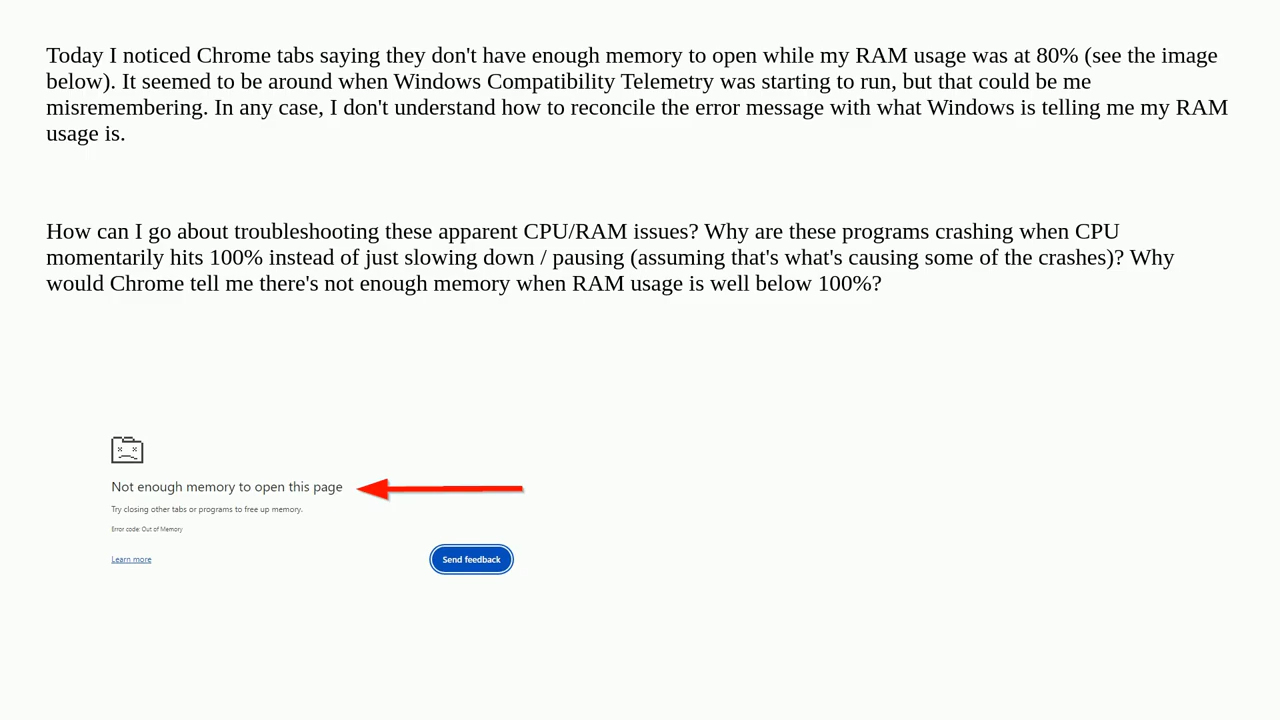 Today I noticed Chrome tabs saying they don't have enough memory to open while my RAM usage was at 80% (see the image
below). It seemed to be around when Windows Compatibility Telemetry was starting to run, but that could be me
misremembering. In any case, I don't understand how to reconcile the error message with what Windows is telling me my RAM
usage is.
How can I go about troubleshooting these apparent CPU/RAM issues? Why are these programs crashing when CPU
momentarily hits 100% instead of just slowing down / pausing (assuming that's what's causing some of the crashes)? Why
would Chrome tell me there's not enough memory when RAM usage is well below 100%?
Not enough memory to open this page
Try closing other tabs or programs to free up memory.
Error code: Out of Memory
Learn more
Send feedback